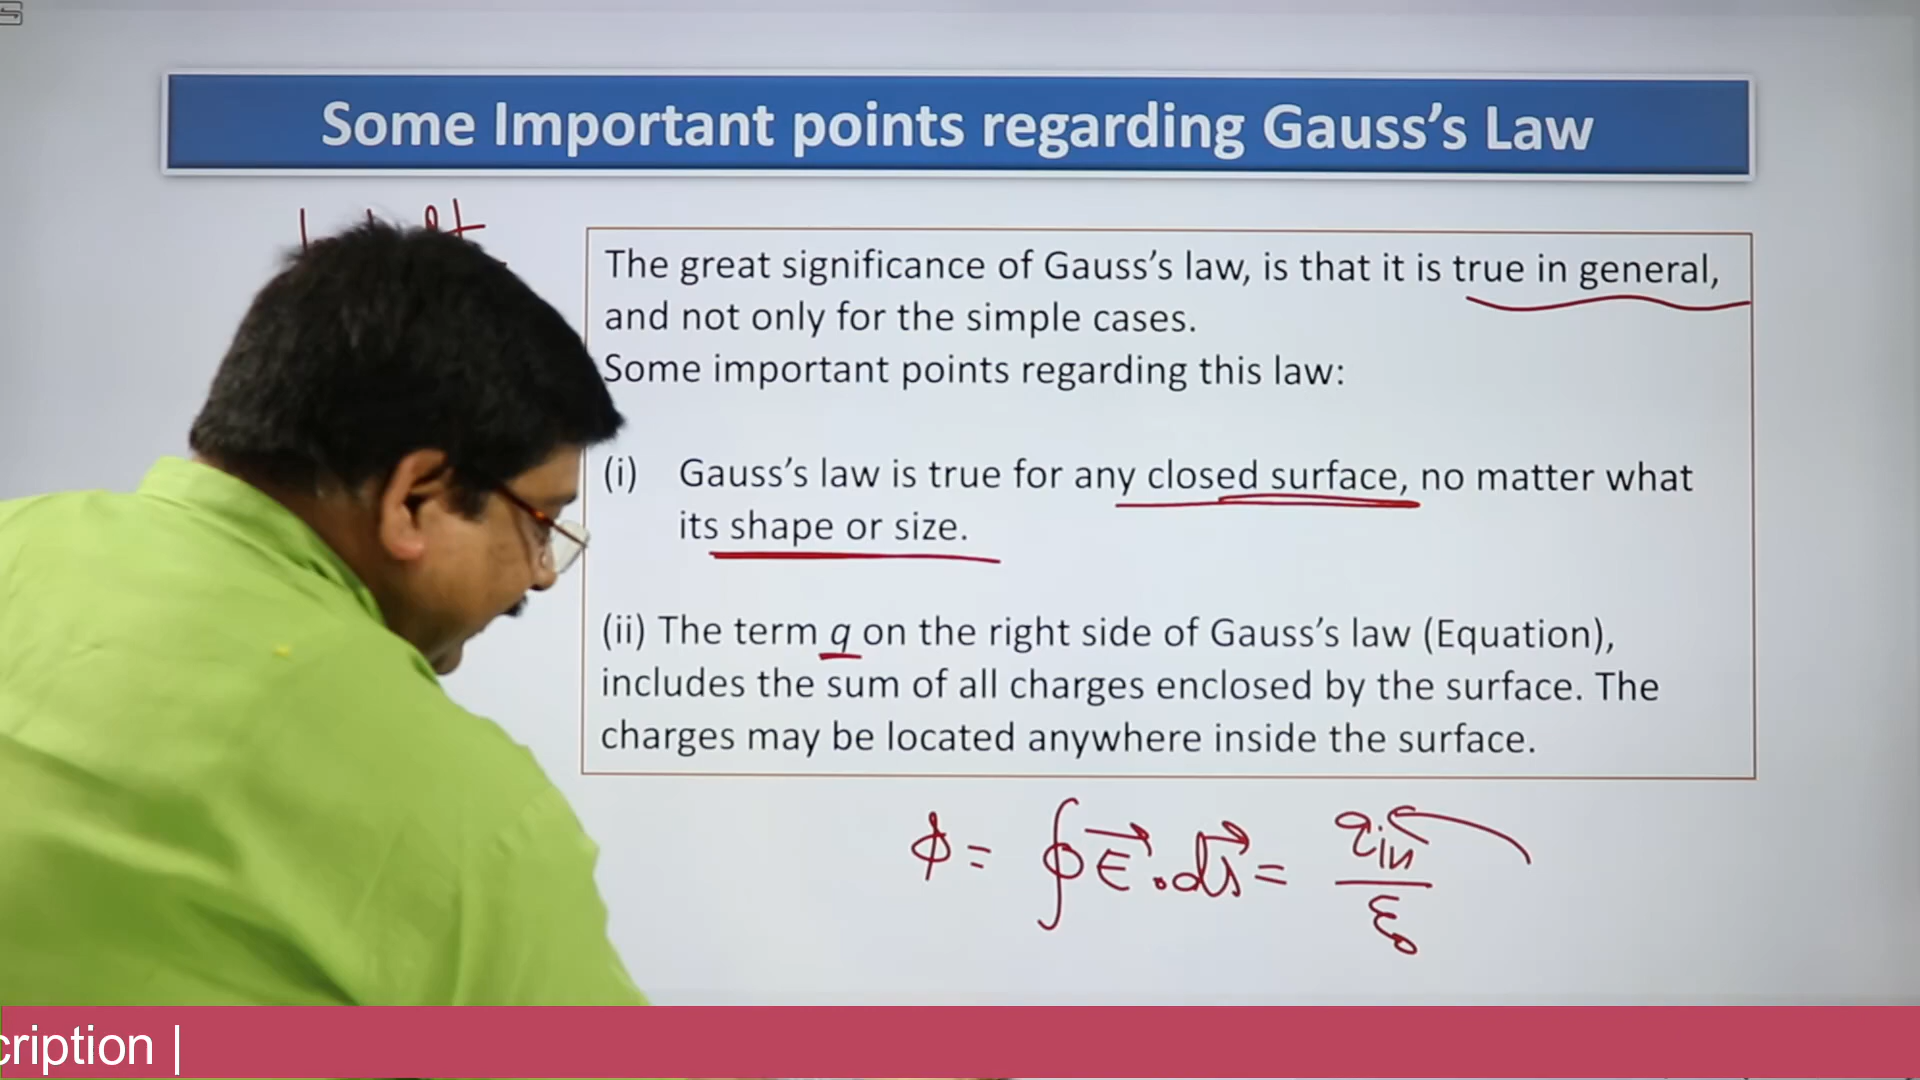 Some Important points regarding Gauss’s Law
The great significance of Gauss’s law, is that it is true in general,
and not only for the simple cases.
Some important points regarding this law:
(i) Gauss’s law is true for any closed surface, no matter what
its shape or size.
(ii) The term q on the right side of Gauss’s law (Equation),
includes the sum of all charges enclosed by the surface. The
charges may be located anywhere inside the surface.
ϕ = ∮ E⃗ . ds⃗ = qin / ε0
cription |